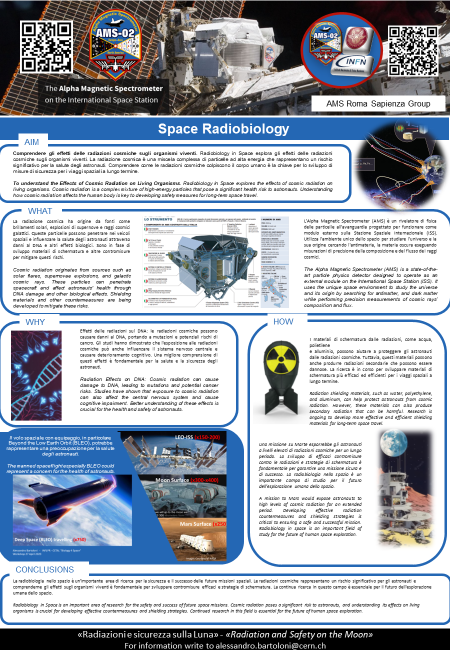 AMS-02
The Alpha Magnetic Spectrometer
on the International Space Station
INFN
AMS Roma Sapienza Group
Space Radiobiology
AIM
Comprendere gli effetti delle radiazioni cosmiche sugli organismi viventi. Radiobiology in Space esplora gli effetti delle radiazioni
cosmiche sugli organismi viventi. La radiazione cosmica è una miscela complessa di particelle ad alta energia che rappresentano un rischio
significativo per la salute degli astronauti. Comprendere come le radiazioni cosmiche colpiscono il corpo umano è la chiave per lo sviluppo di
misure di sicurezza per i viaggi spaziali a lungo termine.
To understand the Effects of Cosmic Radiation on Living Organisms. Radiobiology in Space explores the effects of cosmic radiation on
living organisms. Cosmic radiation is a complex mixture of high-energy particles that pose a significant health risk to astronauts. Understanding
how cosmic radiation affects the human body is key to developing safety measures for long-term space travel.
WHAT
La radiazione cosmica ha origine da fonti come
brillamenti solari, esplosioni di supernove e raggi cosmici
galattici. Queste particelle possono penetrare nei veicoli
spaziali e influenzare la salute degli astronauti attraverso
danni al DNA e altri effetti biologici. Sono in fase di
sviluppo materiali di schermatura e altre contromisure
per mitigare questi rischi.
Cosmic radiation originates from sources such as
solar flares, supernovae explosions, and galactic
cosmic rays. These particles can penetrate
spacecraft and affect astronauts' health through
DNA damage and other biological effects. Shielding
materials and other countermeasures are being
developed to mitigate these risks.
LO STRUMENTO
L'Alpha Magnetic Spectrometer (AMS) è un rivelatore di fisica
delle particelle all'avanguardia progettato per funzionare come
modulo esterno sulla Stazione Spaziale Internazionale (ISS).
Utilizza l'ambiente unico dello spazio per studiare l'universo e la
sua origine cercando l'antimateria, la materia oscura eseguendo
misurazioni di precisione della composizione e del flusso dei raggi
cosmici.
The Alpha Magnetic Spectrometer (AMS) is a state-of-the-
art particle physics detector designed to operate as an
external module on the International Space Station (ISS). It
uses the unique space environment to study the universe
and its origin by searching for antimatter, and dark matter
while performing precision measurements of cosmic rays'
composition and flux.
WHY
Effetti delle radiazioni sul DNA: le radiazioni cosmiche possono
causare danni al DNA, portando a mutazioni e potenziali rischi di
cancro. Gli studi hanno dimostrato che l'esposizione alle radiazioni
cosmiche può anche influenzare il sistema nervoso centrale e
causare deterioramento cognitivo. Una migliore comprensione di
questi effetti è fondamentale per la salute e la sicurezza degli
astronauti.
Radiation Effects on DNA: Cosmic radiation can cause
damage to DNA, leading to mutations and potential cancer
risks. Studies have shown that exposure to cosmic radiation
can also affect the central nervous system and cause
cognitive impairment. Better understanding of these effects is
crucial for the health and safety of astronauts.
HOW
I materiali di schermatura dalle radiazioni, come acqua,
polietilene
e alluminio, possono aiutare a proteggere gli astronauti
dalle radiazioni cosmiche. Tuttavia, questi materiali possono
anche produrre radiazioni secondarie che possono essere
dannose. La ricerca è in corso per sviluppare materiali di
schermatura più efficaci ed efficienti per i viaggi spaziali a
lungo termine.
Radiation shielding materials, such as water, polyethylene,
and aluminum, can help protect astronauts from cosmic
radiation. However, these materials can also produce
secondary radiation that can be harmful. Research is
ongoing to develop more effective and efficient shielding
materials for long-term space travel.
Il volo spaziale con equipaggio, in particolare
Beyond the Low Earth Orbit (BLEO), potrebbe
rappresentare una preoccupazione per la salute
degli astronauti
The manned spaceflight especially BLEO could
represent a concern for the health of astronauts.
LEO-ISS
Moon Surface
Mars Surface
Deep Space (BLEO) travelling
Una missione su Marte esporrebbe gli astronauti
a livelli elevati di radiazioni cosmiche per un lungo
periodo. Lo sviluppo di efficaci contromisure
contro le radiazioni e strategie di schermatura è
fondamentale per garantire una missione sicura e
di successo. La radiobiologia nello spazio è un
importante campo di studio per il futuro
dell'esplorazione umana dello spazio.
A mission to Mars would expose astronauts to
high levels of cosmic radiation for an extended
period. Developing effective radiation
countermeasures and shielding strategies is
critical to ensuring a safe and successful mission.
Radiobiology in space is an important field of
study for the future of human space exploration.
CONCLUSIONS
La radiobiologia nello spazio è un'importante area di ricerca per la sicurezza e il successo delle future missioni spaziali. Le radiazioni cosmiche rappresentano un rischio significativo per gli astronauti e
comprenderne gli effetti sugli organismi viventi è fondamentale per sviluppare contromisure efficaci e strategie di schermatura. La continua ricerca in questo campo è essenziale per il futuro dell'esplorazione
umana dello spazio.
Radiobiology in Space is an important area of research for the safety and success of future space missions. Cosmic radiation poses a significant risk to astronauts, and understanding its effects on living
organisms is crucial for developing effective countermeasures and shielding strategies. Continued research in this field is essential for the future of human space exploration.
«Radiazioni e sicurezza sulla Luna» - «Radiation and Safety on the Moon»
For information write to alessandro.bartoloni@cern.ch